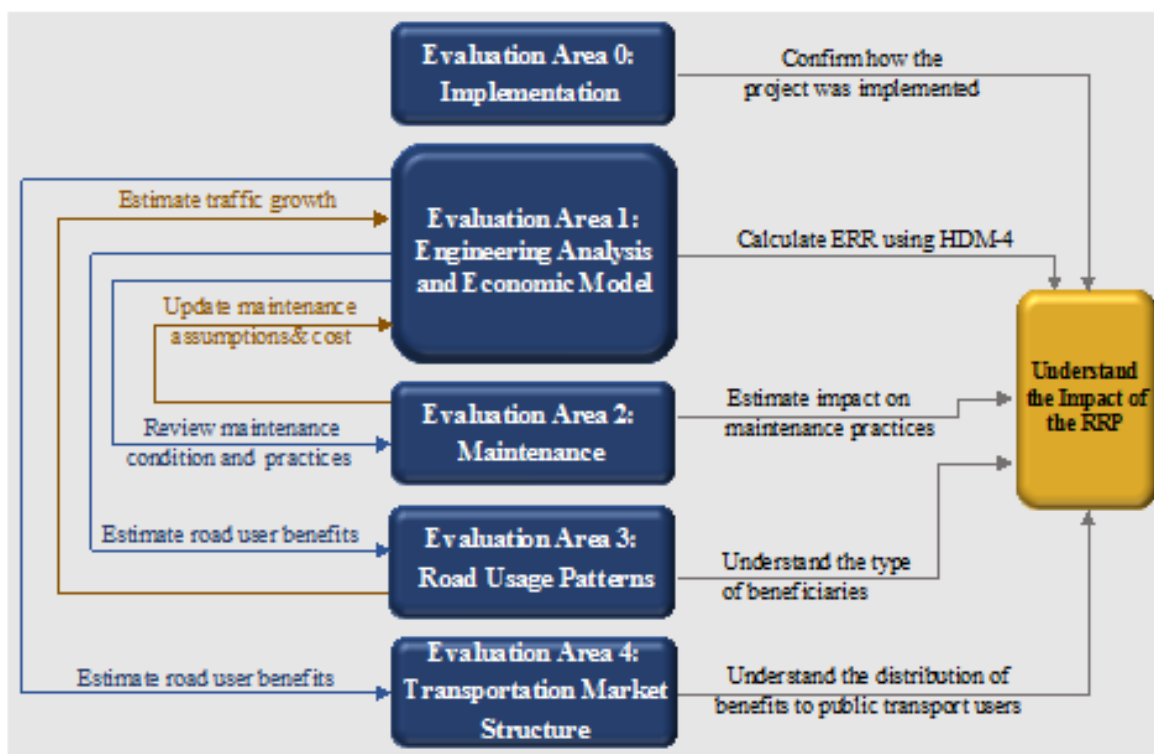 Evaluation Area 0:
Implementation
Confirm how the
project was implemented
Estimate traffic growth
Evaluation Area 1:
Engineering Analysis
and Economic Model
Calculate ERR using HDM-4
Update maintenance
assumptions& cost
Understand
the Impact of
the RRP
Evaluation Area 2:
Maintenance
Estimate impact on
maintenance practices
Review maintenance
condition and practices
Estimate road user benefits
Evaluation Area 3:
Road Usage Patterns
Understand the type
of beneficiaries
Estimate road user benefits
Evaluation Area 4:
Transportation Market
Structure
Understand the distribution of
benefits to public transport users